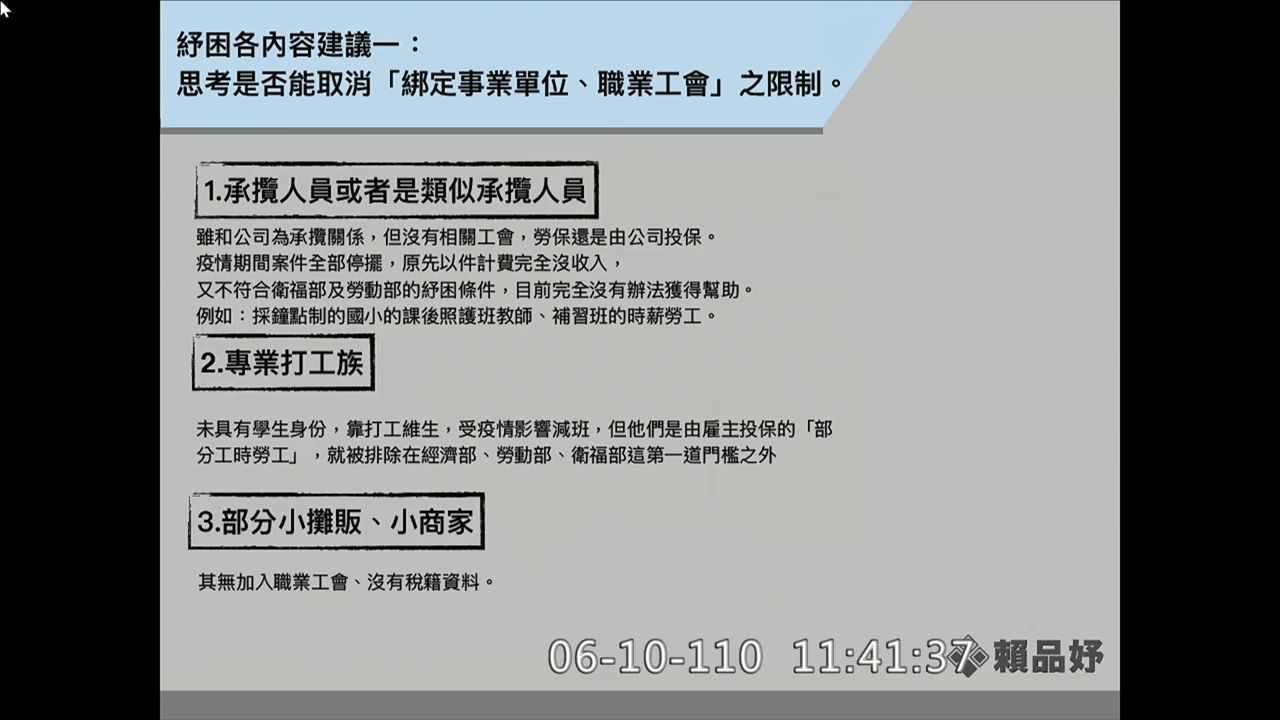 紓困各內容建議一：
思考是否能取消「綁定事業單位、職業工會」之限制。
1.承攬人員或者是類似承攬人員
雖和公司為承攬關係，但沒有相關工會，勞保還是由公司投保。
疫情期間案件全部停擺，原先以件計費完全沒收入，
又不符合衛福部及勞動部的紓困條件，目前完全沒有辦法獲得幫助。
例如：採鐘點制的國小的課後照護班教師、補習班的時薪勞工。
2.專業打工族
未具有學生身份，靠打工維生，受疫情影響減班，但他們是由雇主投保的「部
分工時勞工」，就被排除在經濟部、勞動部、衛福部這第一道門檻之外
3.部分小攤販、小商家
其無加入職業工會、沒有稅籍資料。
06-10-110 11:41:37 賴品妤